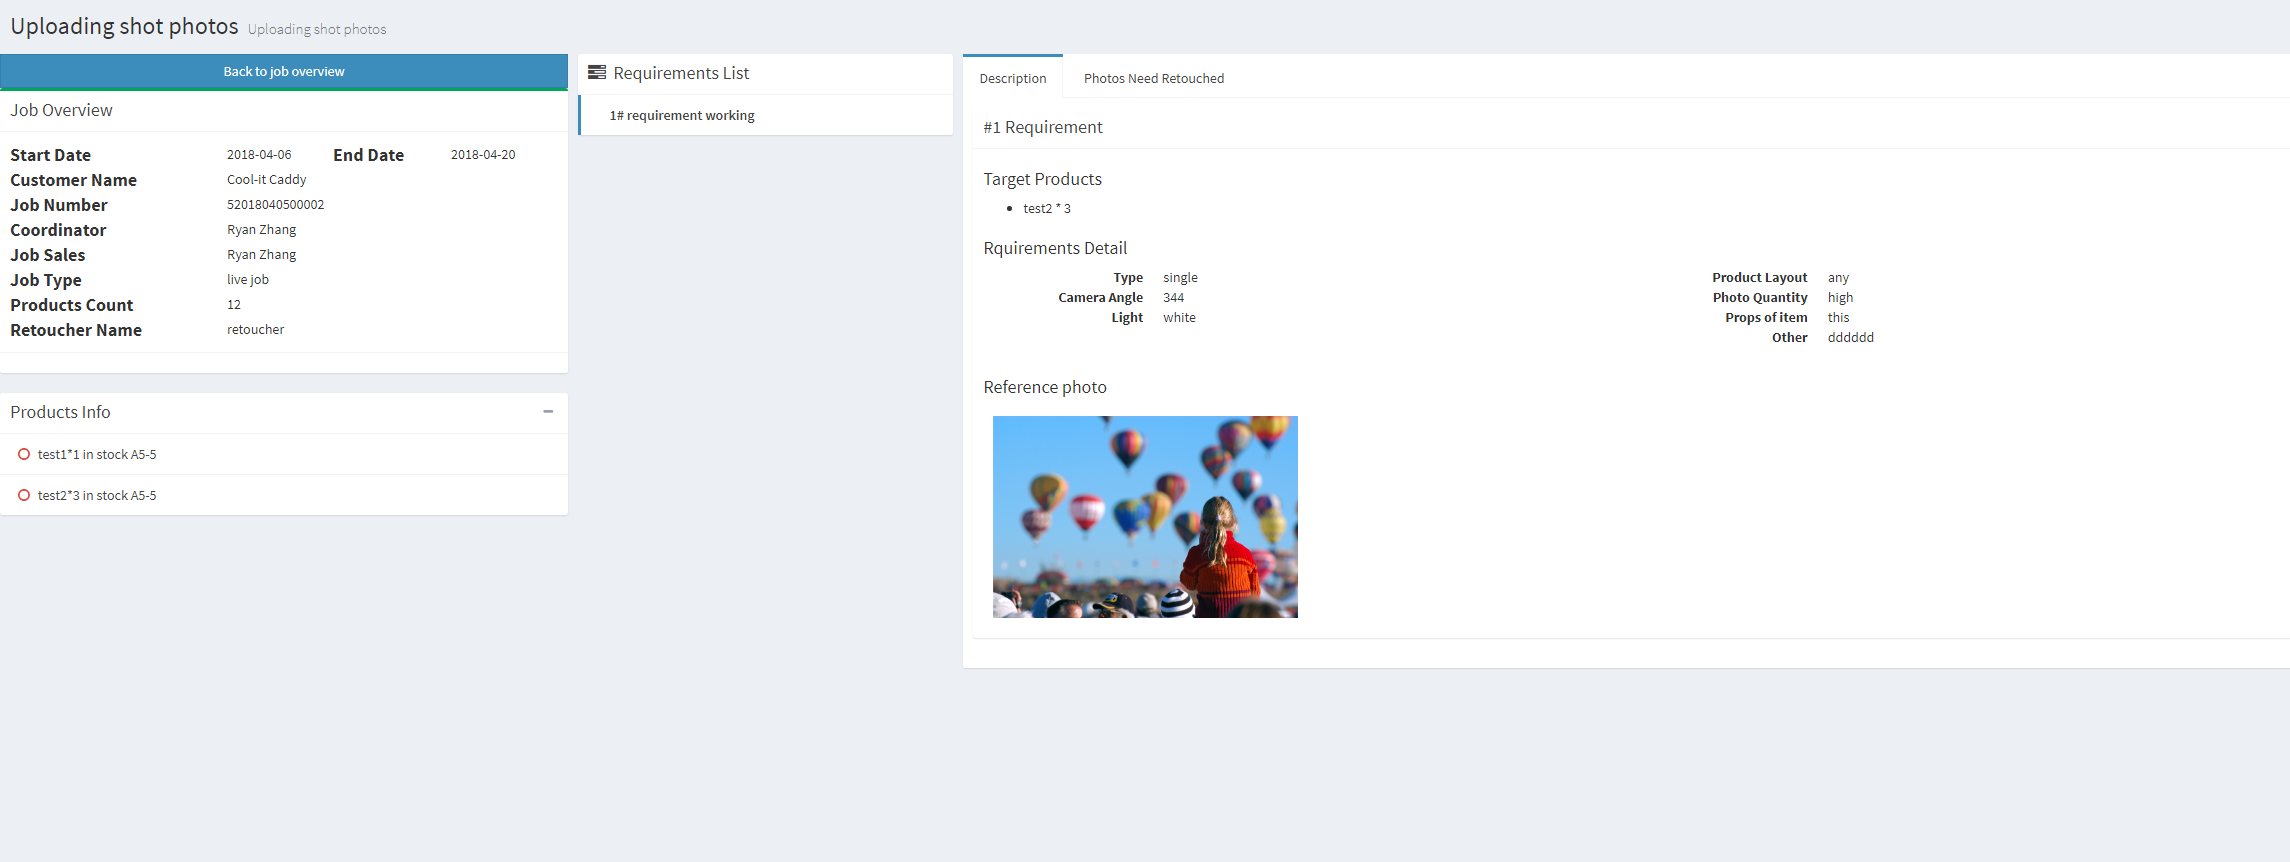 Uploading shot photos Uploading shot photos
Back to job overview
Job Overview
Start Date 2018-04-06 End Date 2018-04-20
Customer Name Cool-it Caddy
Job Number 52018040500002
Coordinator Ryan Zhang
Job Sales Ryan Zhang
Job Type live job
Products Count 12
Retoucher Name retoucher
Products Info
test1*1 in stock A5-5
test2*3 in stock A5-5
Requirements List
1# requirement working
Description Photos Need Retouched
#1 Requirement
Target Products
test2 * 3
Rquirements Detail
Type single
Camera Angle 344
Light white
Product Layout any
Photo Quantity high
Props of item this
Other dddddd
Reference photo